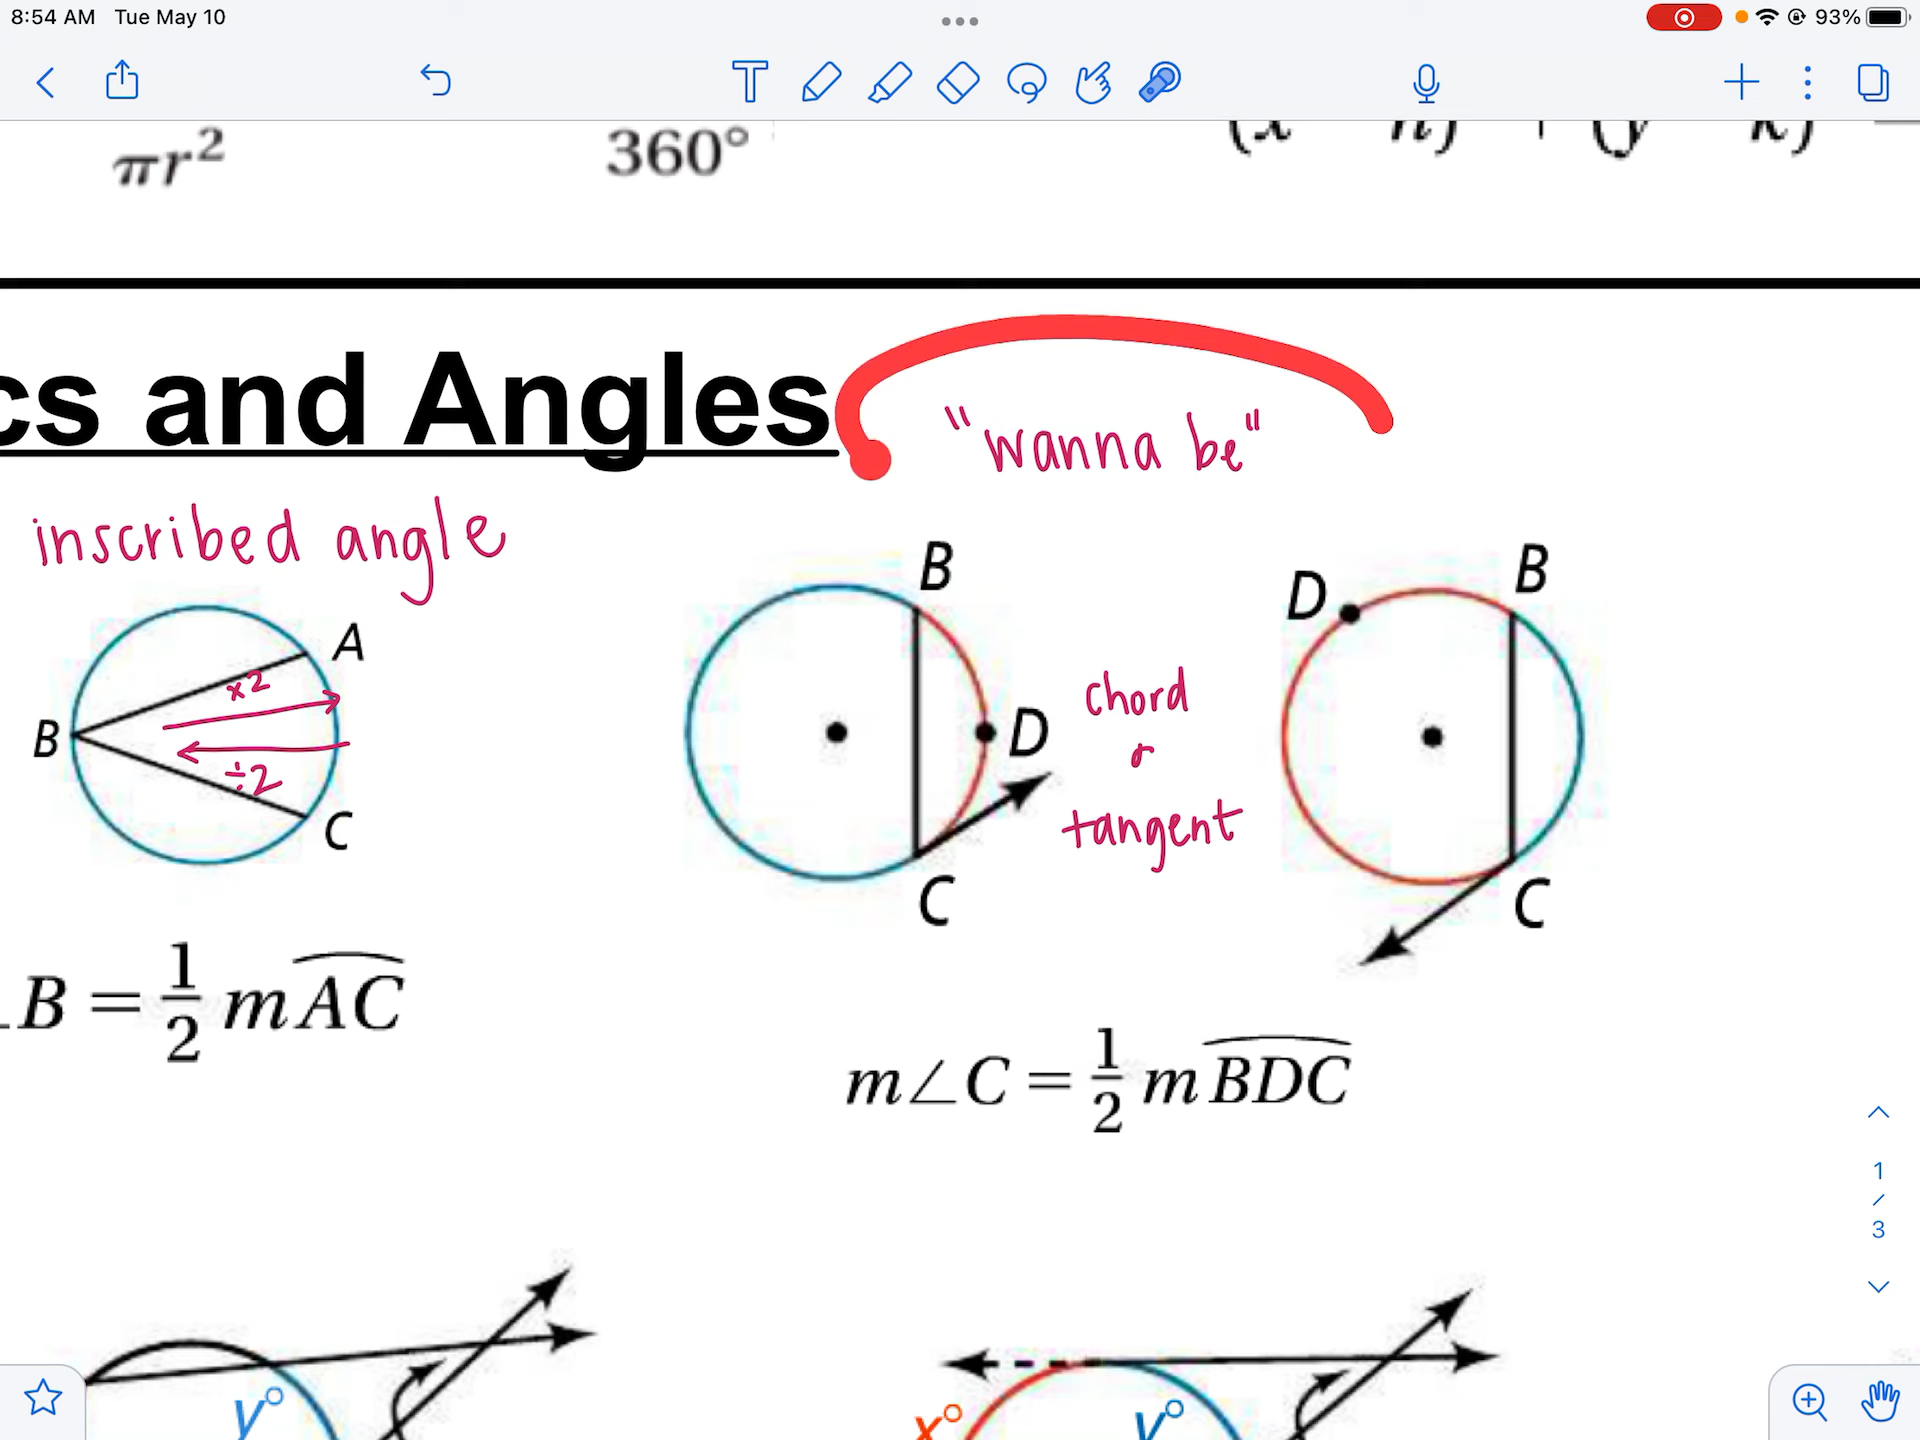 8:54 AM Tue May 10
93%
T
πr²
360°
cs and Angles
"wanna be"
inscribed angle
B
D
B
A
×2
B
÷2
C
D
chord
tangent
C
C
B = 1/2 mAC
m∠C = 1/2 mBDC
1
/
3
y°
x°
y°